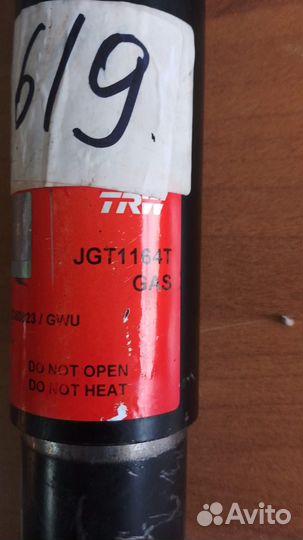 619.
TRW
JGT1164T
GAS
23 / GWU
DO NOT OPEN
DO NOT HEAT
Avito